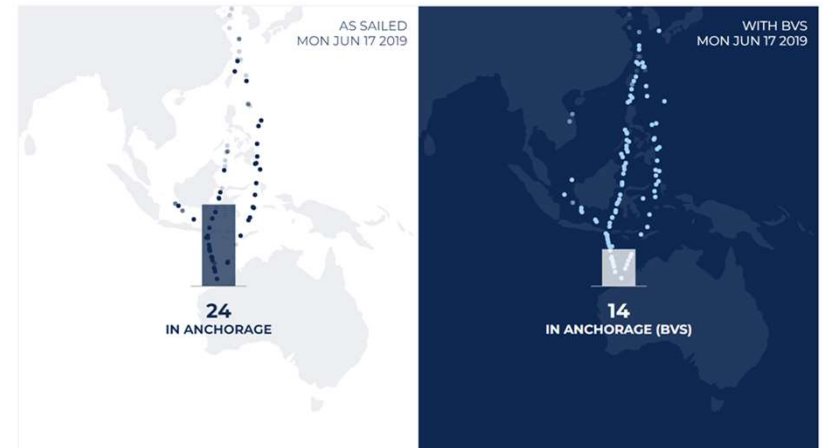 AS SAILED
MON JUN 17 2019
24
IN ANCHORAGE
WITH BVS
MON JUN 17 2019
14
IN ANCHORAGE (BVS)